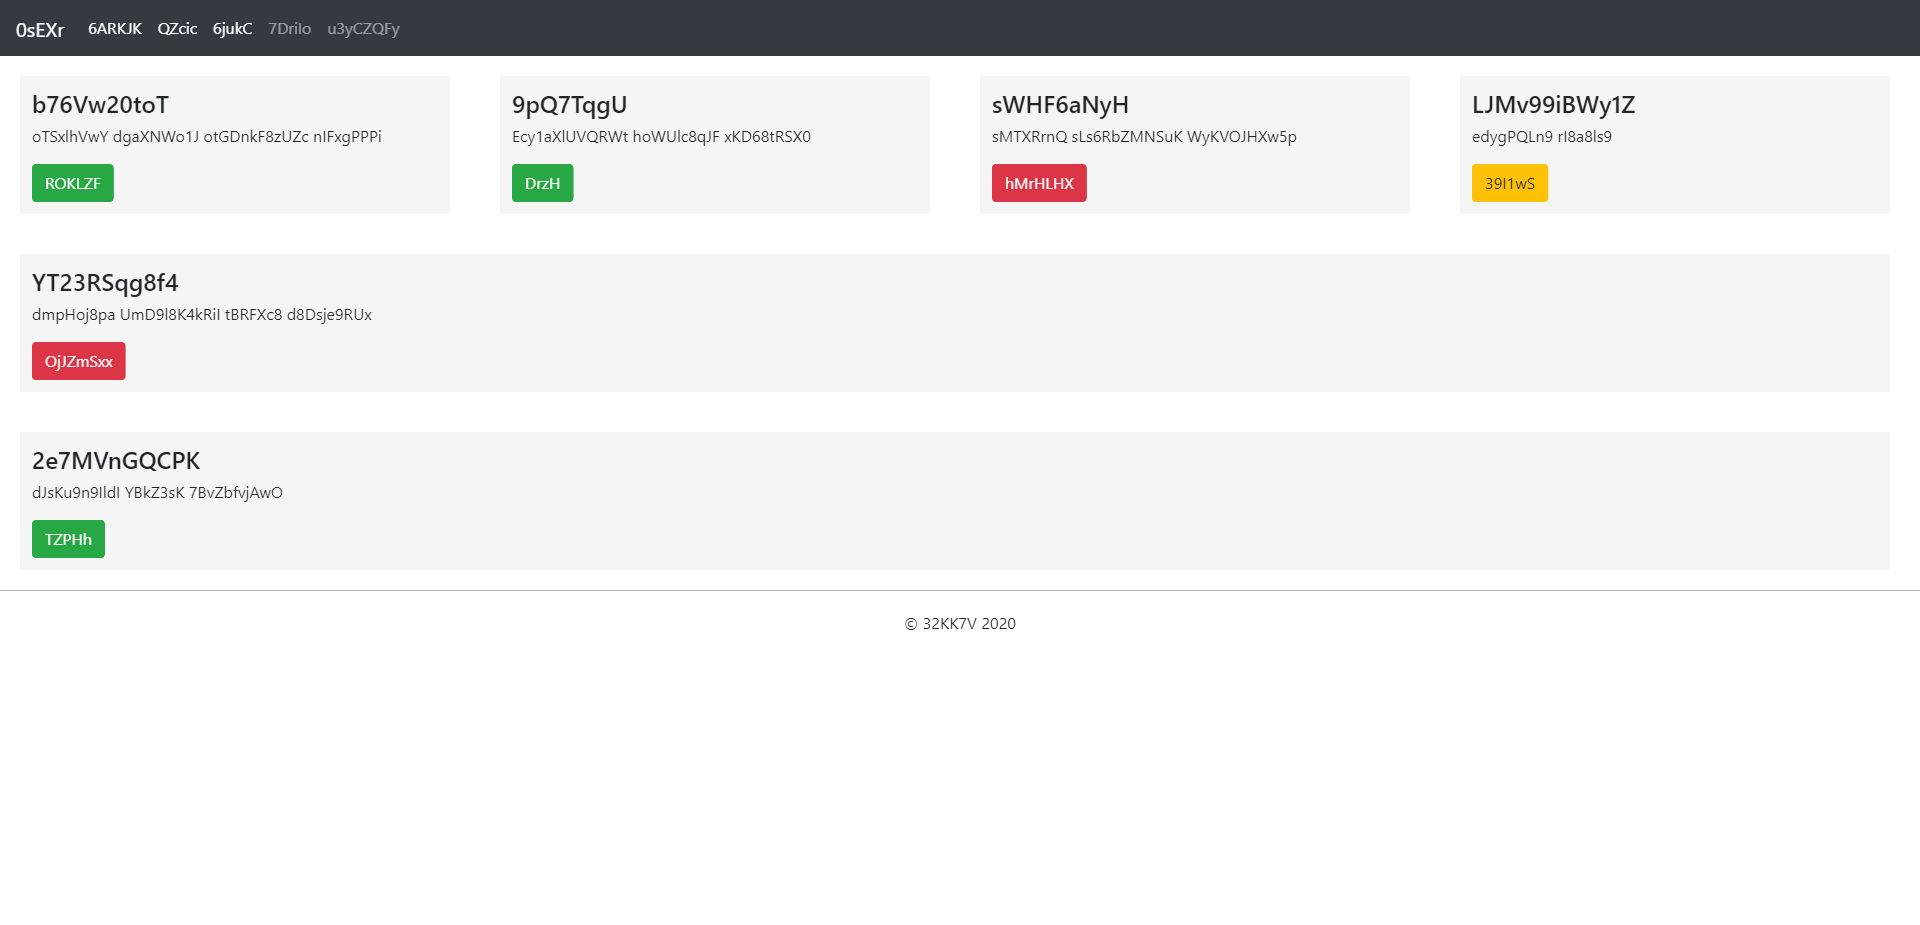 0sEXr 6ARKJK QZcic 6jukC 7Drilo u3yCZQFy
b76Vw20toT
oTSxlhVwY dgaXNWo1J otGDnkF8zUZc nIFxgPPPi
ROKLZF
9pQ7TqgU
Ecy1aXlUVQRWt hoWUlc8qJF xKD68tRSX0
DrzH
sWHF6aNyH
sMTXRrnQ sLs6RbZMNSuK WyKVOJHXw5p
hMrHLHX
LJMv99iBWy1Z
edygPQLn9 rI8a8ls9
39I1wS
YT23RSqg8f4
dmpHoj8pa UmD9l8K4kRiI tBRFXc8 d8Dsje9RUx
OjJZmSxx
2e7MVnGQCPK
dJsKu9n9IldI YBkZ3sK 7BvZbfvjAwO
TZPHh
© 32KK7V 2020